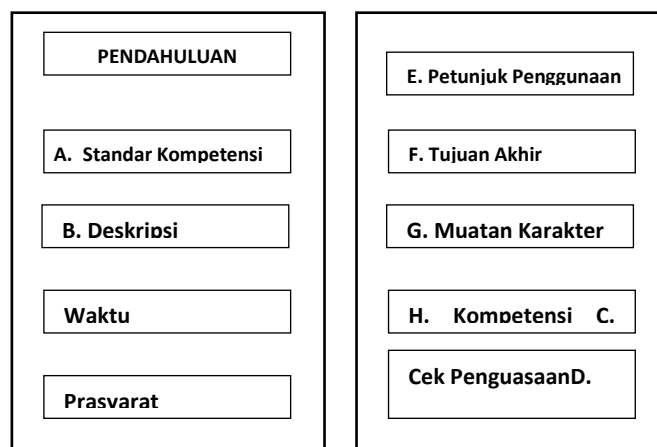 PENDAHULUAN
A. Standar Kompetensi
B. Deskripsi
Waktu
Prasyarat
E. Petunjuk Penggunaan
F. Tujuan Akhir
G. Muatan Karakter
H. Kompetensi C.
Cek PenguasaanD.